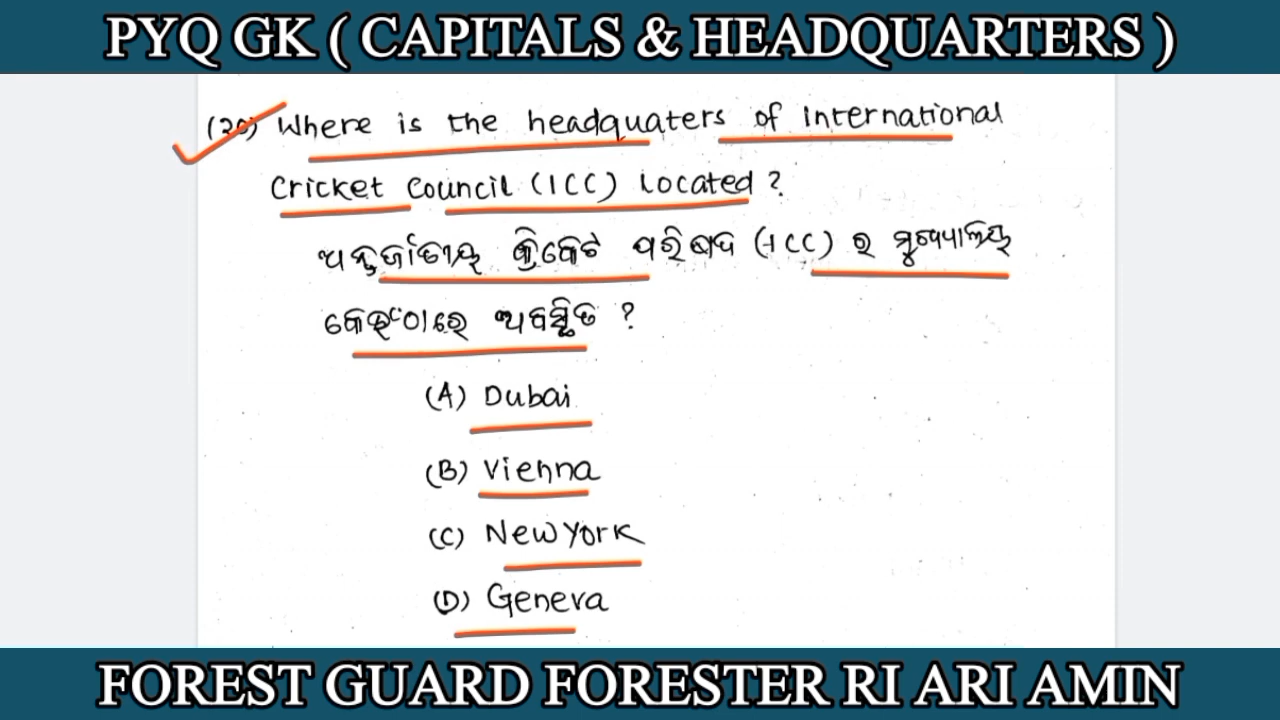 PYQ GK ( CAPITALS & HEADQUARTERS )
(30) Where is the headquaters of international
Cricket Council (ICC) Located ?
ଅନ୍ତର୍ଜାତୀୟ କ୍ରିକେଟ ପରିଷଦ (ICC) ର ମୁଖ୍ୟାଳୟ
କେଉଂଠାରେ ଅବସ୍ଥିତ ?
(A) Dubai
(B) Vienna
(C) New York
(D) Geneva
FOREST GUARD FORESTER RI ARI AMIN